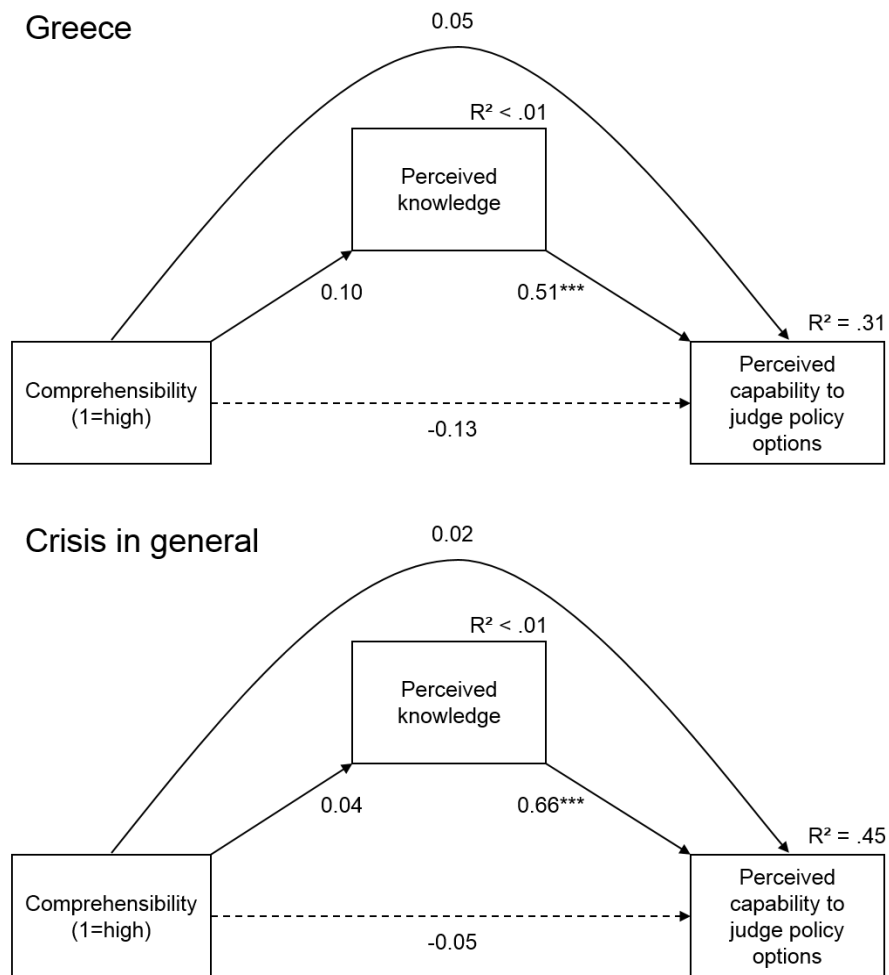 Greece
0.05
R² < .01
Perceived
knowledge
0.10
0.51***
R² = .31
Comprehensibility
(1=high)
-0.13
Perceived
capability to
judge policy
options
Crisis in general
0.02
R² < .01
Perceived
knowledge
0.04
0.66***
R² = .45
Comprehensibility
(1=high)
-0.05
Perceived
capability to
judge policy
options